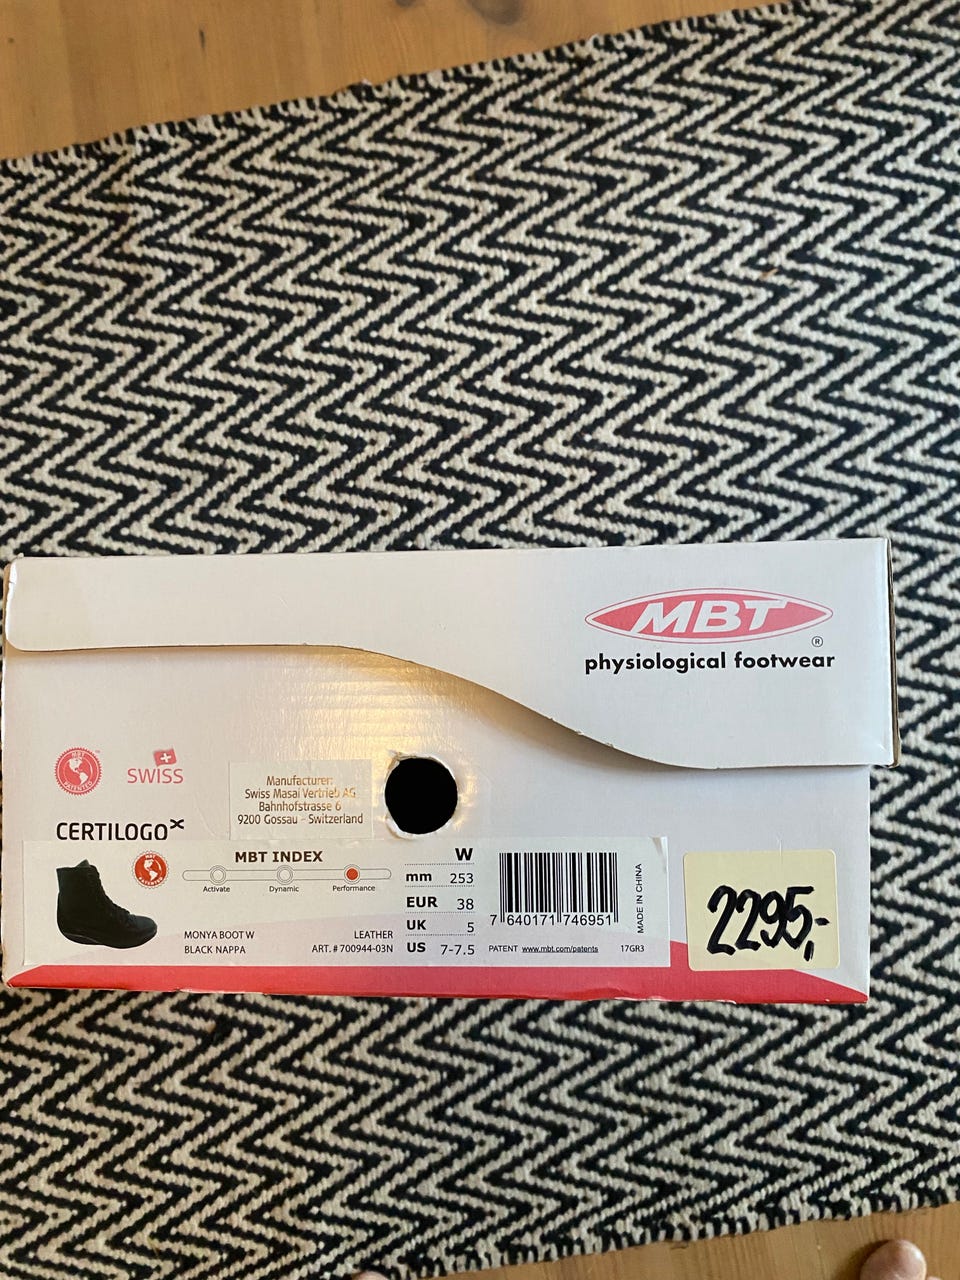 MBT
®
physiological footwear
SWISS
Manufacturer:
Swiss Masai Vertrieb AG
Bahnhofstrasse 6
9200 Gossau - Switzerland
CERTILOGO
MBT INDEX
Activate
Dynamic
Performance
MONYA BOOT W
BLACK NAPPA
LEATHER
ART. # 700944-03N
W
mm 253
EUR 38
UK 5
US 7-7.5
7 640171 746951
PATENT www.mbt.com/patents 17GR3
MADE IN CHINA
2295,-